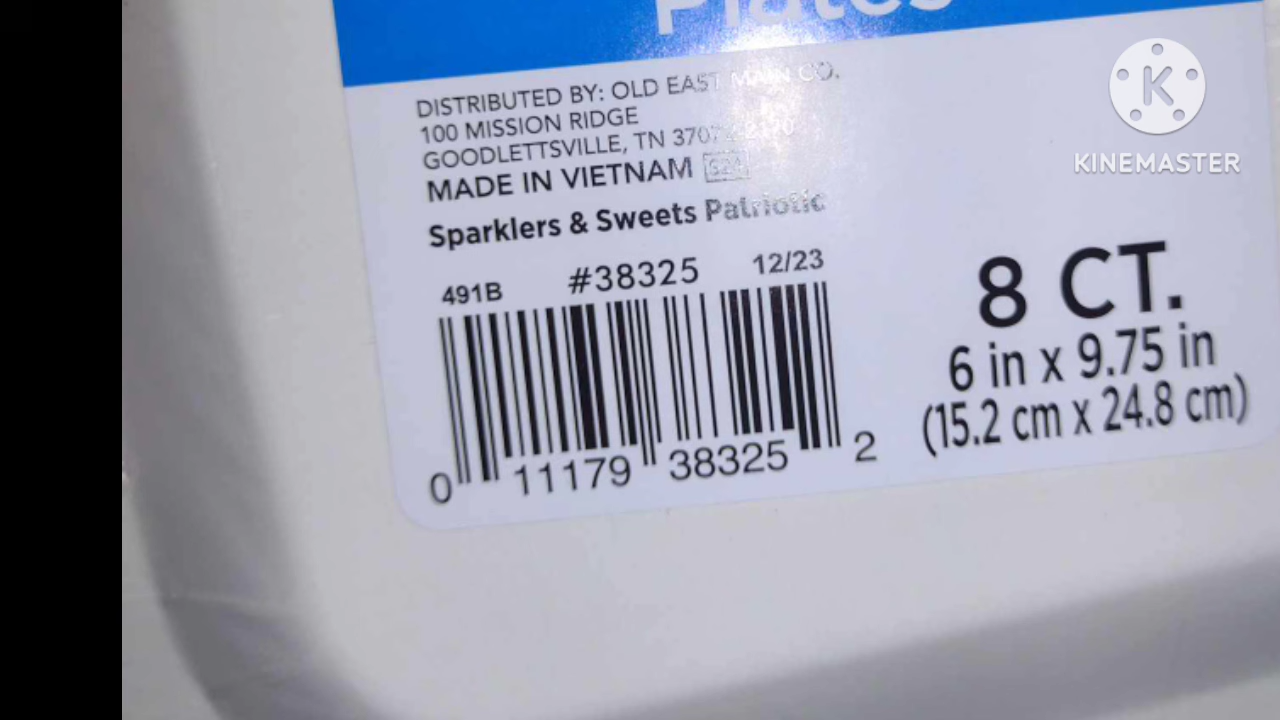 Plates
DISTRIBUTED BY: OLD EAST MAIN CO.
100 MISSION RIDGE
GOODLETTSVILLE, TN
MADE IN VIETNAM
Sparklers & Sweets Patriotic
491B #38325 12/23
0 11179 38325 2
8 CT.
6 in x 9.75 in
(15.2 cm x 24.8 cm)
K
KINEMASTER